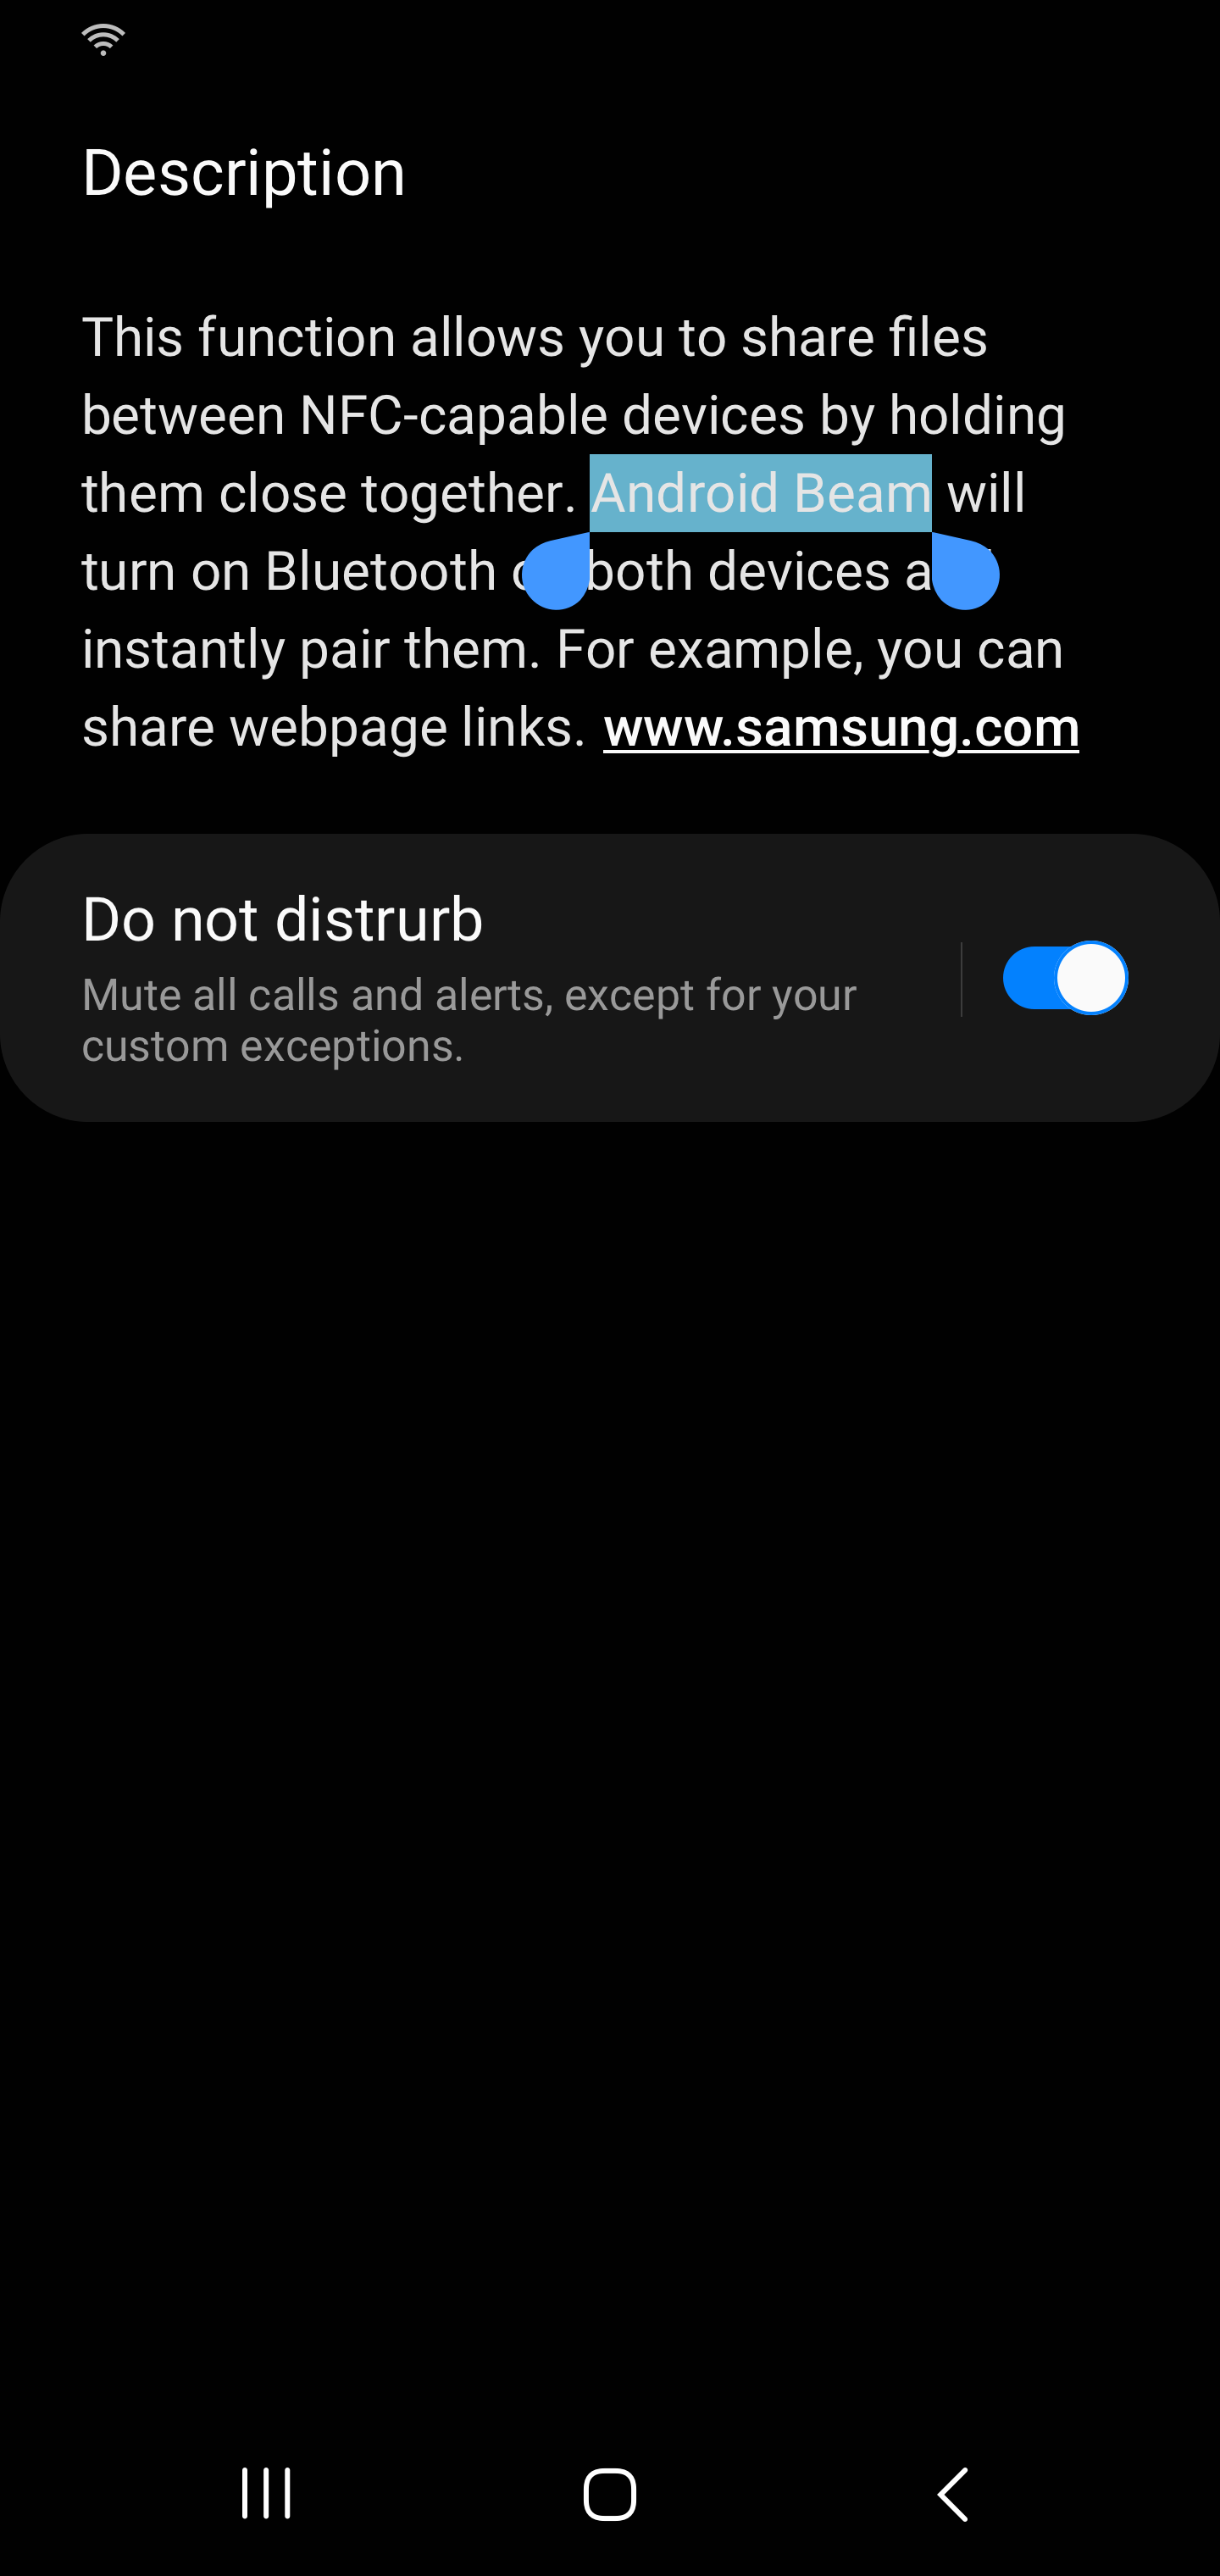 Description
This function allows you to share files
between NFC-capable devices by holding
them close together. Android Beam will
turn on Bluetooth both devices
instantly pair them. For example, you can
share webpage links. www.samsung.com
Do not distrurb
Mute all calls and alerts, except for your
custom exceptions.